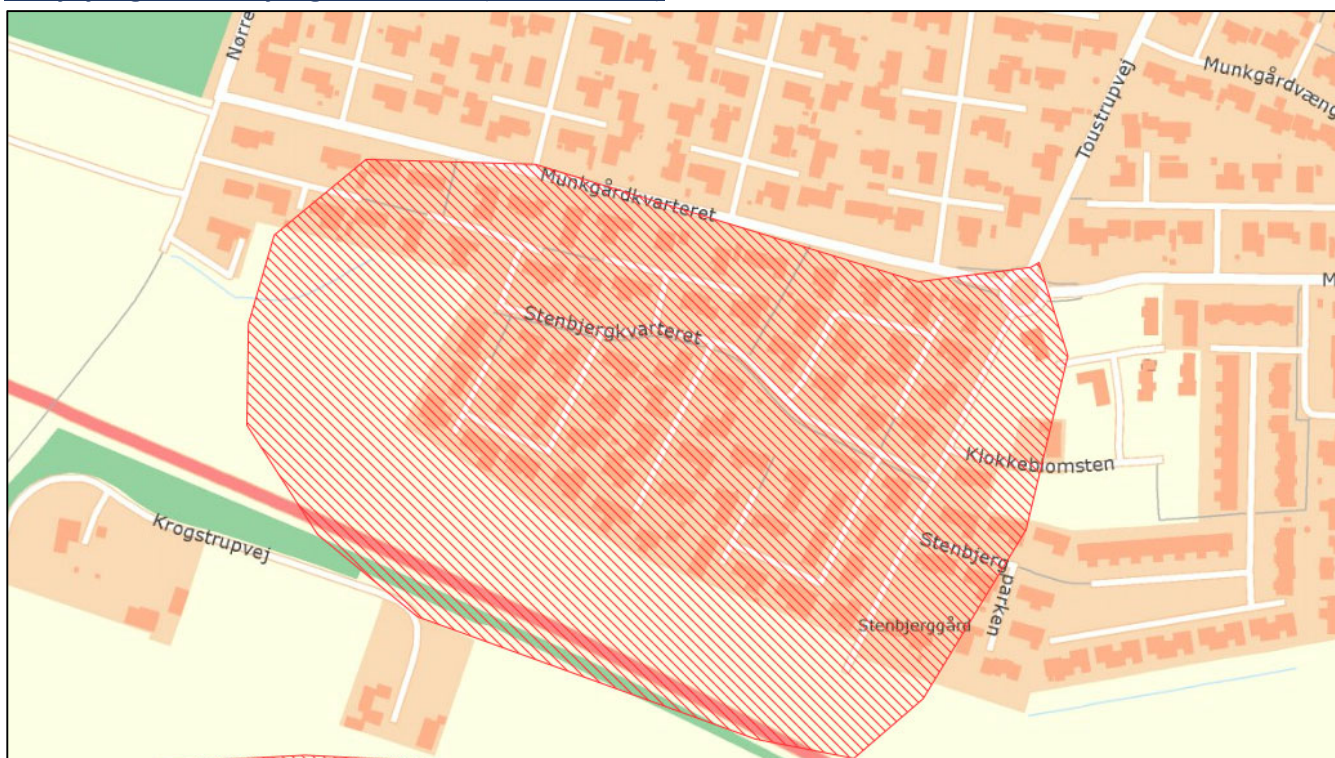 Nørre
Toustrupvej
Munkgårdvæng
Munkgårdkvarteret
M
Stenbjergkvarteret
Klokkeblomsten
Krogstrupvej
Stenbjerg
parken
Stenbjerggård